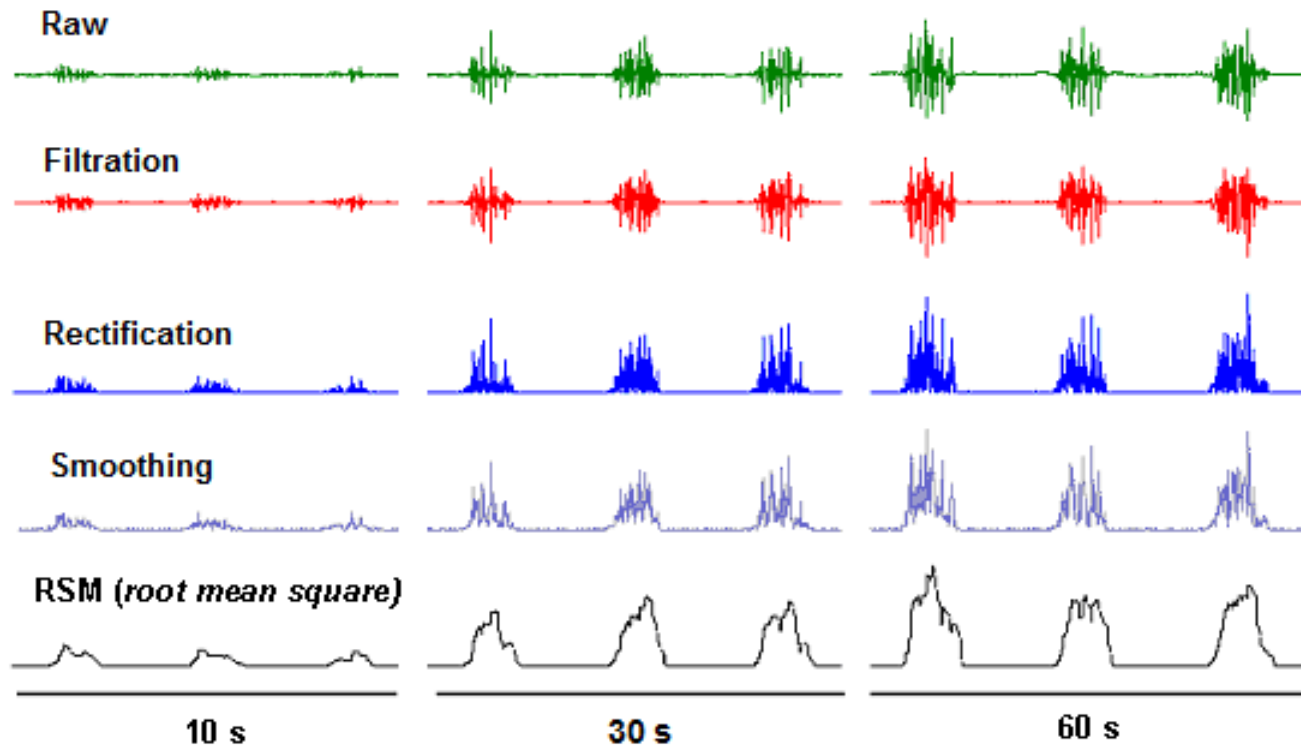 Raw
Filtration
Rectification
Smoothing
RSM (root mean square)
10 s
30 s
60 s